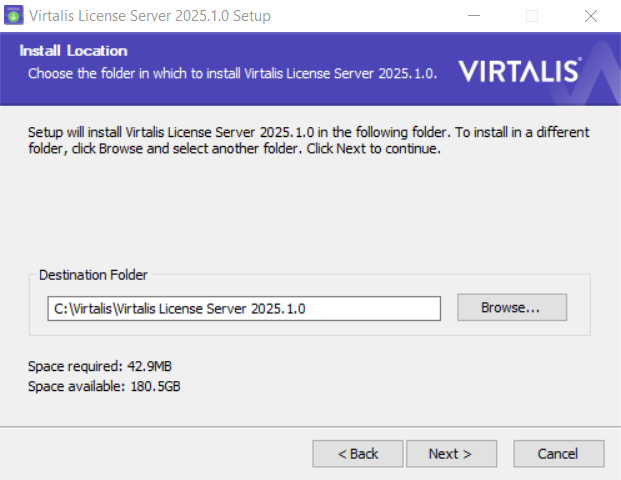 Virtalis License Server 2025.1.0 Setup
Install Location
Choose the folder in which to install Virtalis License Server 2025.1.0.
VIRTALIS
Setup will install Virtalis License Server 2025.1.0 in the following folder. To install in a different
folder, click Browse and select another folder. Click Next to continue.
Destination Folder
C:\Virtalis\Virtalis License Server 2025.1.0
Browse...
Space required: 42.9MB
Space available: 180.5GB
< Back
Next >
Cancel